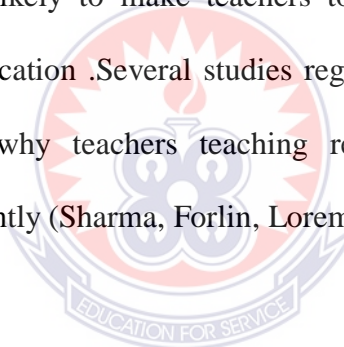 likely to make teachers to
cation .Several studies reg
why teachers teaching re
ntly (Sharma, Forlin, Lorem
EDUCATION FOR SERVICE